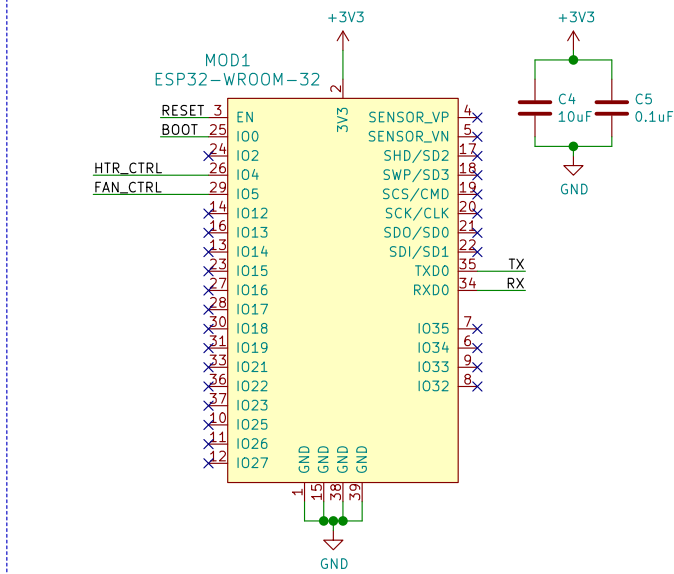 +3V3
+3V3
MOD1
ESP32-WROOM-32
2
3V3
C4
10uF
C5
0.1uF
GND
RESET 3 EN
BOOT 25 IO0
24 IO2
HTR_CTRL 26 IO4
FAN_CTRL 29 IO5
14 IO12
16 IO13
13 IO14
23 IO15
27 IO16
28 IO17
30 IO18
31 IO19
33 IO21
36 IO22
37 IO23
10 IO25
11 IO26
12 IO27
SENSOR_VP 4
SENSOR_VN 5
SHD/SD2 17
SWP/SD3 18
SCS/CMD 19
SCK/CLK 20
SDO/SD0 21
SDI/SD1 22
TXD0 35 TX
RXD0 34 RX
IO35 7
IO34 6
IO33 9
IO32 8
GND GND GND GND
1 15 38 39
GND